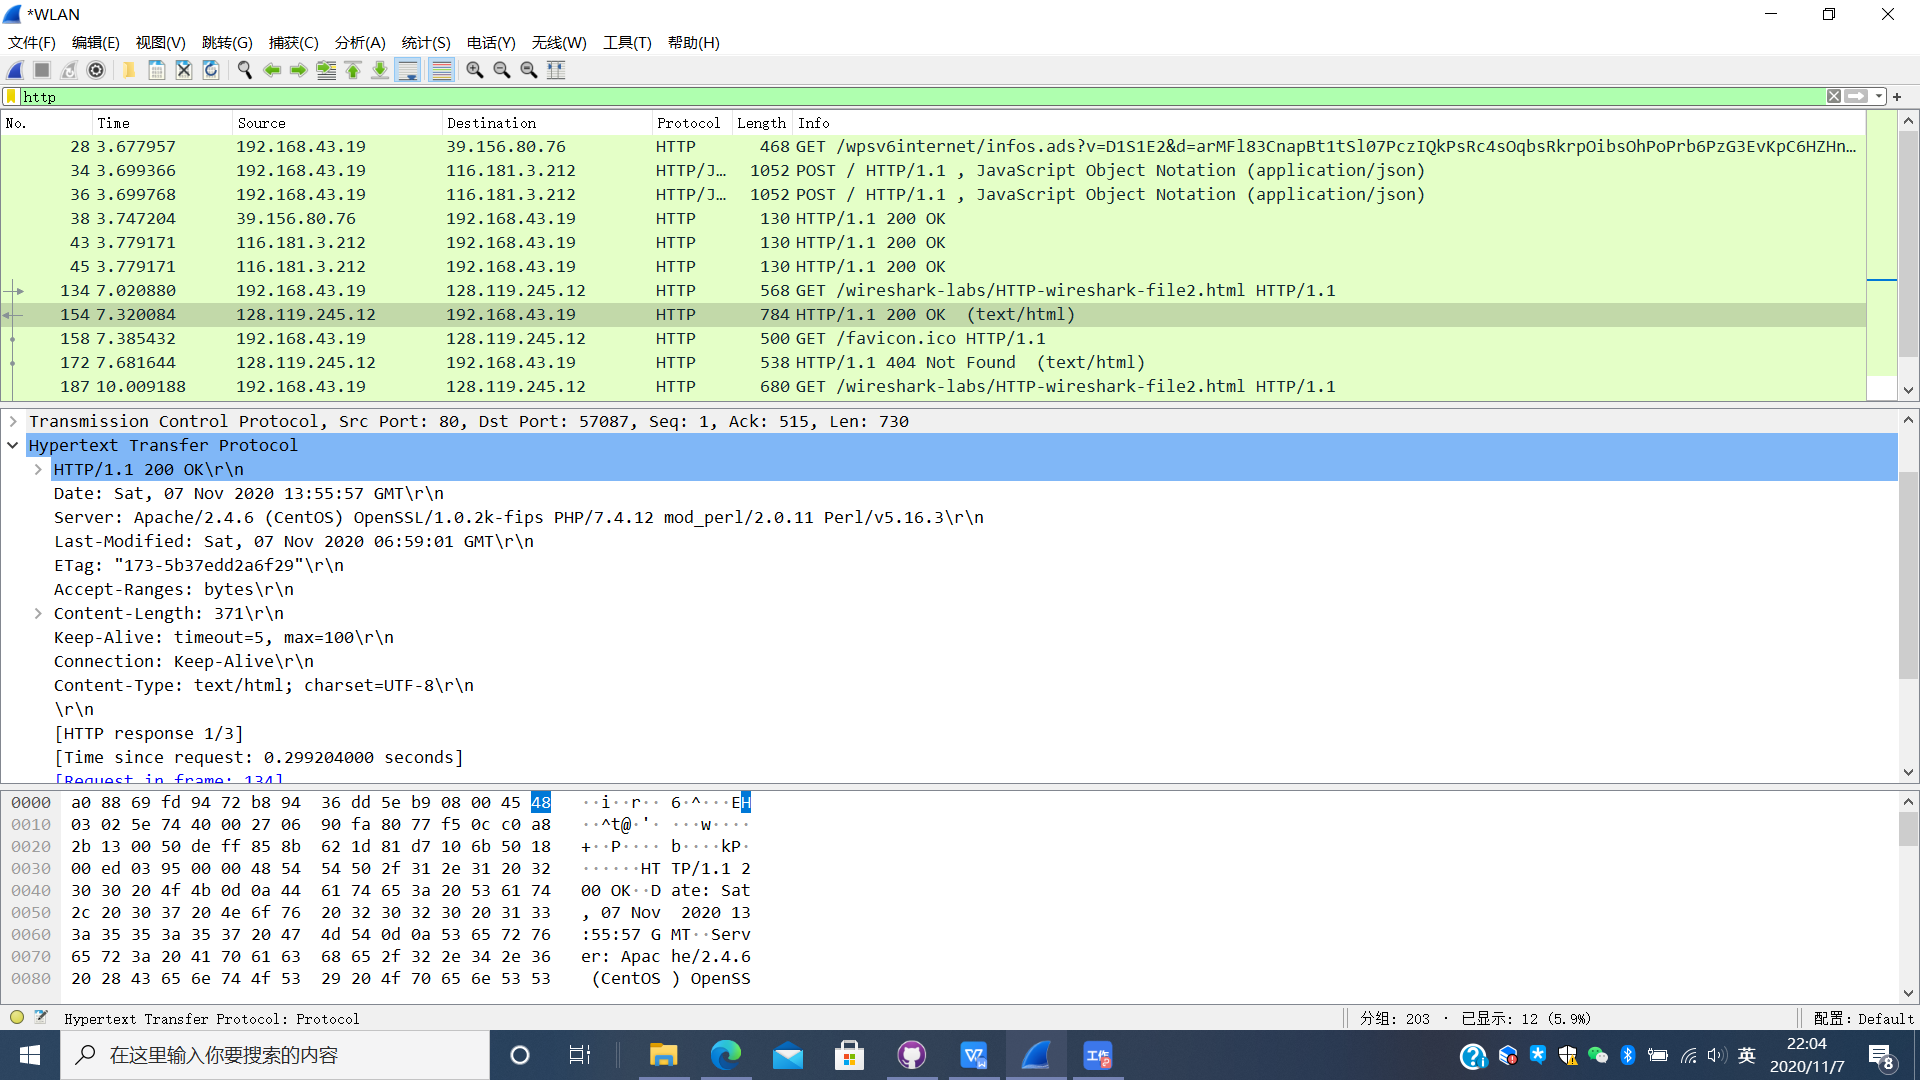 *WLAN
文件(F) 编辑(E) 视图(V) 跳转(G) 捕获(C) 分析(A) 统计(S) 电话(Y) 无线(W) 工具(T) 帮助(H)
http
No. Time Source Destination Protocol Length Info
28 3.677957 192.168.43.19 39.156.80.76 HTTP 468 GET /wpsv6internet/infos.ads?v=D1S1E2&d=arMFl83CnapBt1tSl07PczIQkPsRc4sOqbsRkrpOibsOhPoPrb6PzG3EvKpC6HZHn…
34 3.699366 192.168.43.19 116.181.3.212 HTTP/J… 1052 POST / HTTP/1.1 , JavaScript Object Notation (application/json)
36 3.699768 192.168.43.19 116.181.3.212 HTTP/J… 1052 POST / HTTP/1.1 , JavaScript Object Notation (application/json)
38 3.747204 39.156.80.76 192.168.43.19 HTTP 130 HTTP/1.1 200 OK
43 3.779171 116.181.3.212 192.168.43.19 HTTP 130 HTTP/1.1 200 OK
45 3.779171 116.181.3.212 192.168.43.19 HTTP 130 HTTP/1.1 200 OK
134 7.020880 192.168.43.19 128.119.245.12 HTTP 568 GET /wireshark-labs/HTTP-wireshark-file2.html HTTP/1.1
154 7.320084 128.119.245.12 192.168.43.19 HTTP 784 HTTP/1.1 200 OK (text/html)
158 7.385432 192.168.43.19 128.119.245.12 HTTP 500 GET /favicon.ico HTTP/1.1
172 7.681644 128.119.245.12 192.168.43.19 HTTP 538 HTTP/1.1 404 Not Found (text/html)
187 10.009188 192.168.43.19 128.119.245.12 HTTP 680 GET /wireshark-labs/HTTP-wireshark-file2.html HTTP/1.1
Transmission Control Protocol, Src Port: 80, Dst Port: 57087, Seq: 1, Ack: 515, Len: 730
Hypertext Transfer Protocol
HTTP/1.1 200 OK\r\n
Date: Sat, 07 Nov 2020 13:55:57 GMT\r\n
Server: Apache/2.4.6 (CentOS) OpenSSL/1.0.2k-fips PHP/7.4.12 mod_perl/2.0.11 Perl/v5.16.3\r\n
Last-Modified: Sat, 07 Nov 2020 06:59:01 GMT\r\n
ETag: "173-5b37edd2a6f29"\r\n
Accept-Ranges: bytes\r\n
Content-Length: 371\r\n
Keep-Alive: timeout=5, max=100\r\n
Connection: Keep-Alive\r\n
Content-Type: text/html; charset=UTF-8\r\n
\r\n
[HTTP response 1/3]
[Time since request: 0.299204000 seconds]
[Request in frame: 134]
0000 a0 88 69 fd 94 72 b8 94 36 dd 5e b9 08 00 45 48 ··i··r·· 6·^···EH
0010 03 02 5e 74 40 00 27 06 90 fa 80 77 f5 0c c0 a8 ··^t@·'· ···w····
0020 2b 13 00 50 de ff 85 8b 62 1d 81 d7 10 6b 50 18 +··P···· b····kP·
0030 00 ed 03 95 00 00 48 54 54 50 2f 31 2e 31 20 32 ······HT TP/1.1 2
0040 30 30 20 4f 4b 0d 0a 44 61 74 65 3a 20 53 61 74 00 OK··D ate: Sat
0050 2c 20 30 37 20 4e 6f 76 20 32 30 32 30 20 31 33 , 07 Nov 2020 13
0060 3a 35 35 3a 35 37 20 47 4d 54 0d 0a 53 65 72 76 :55:57 G MT··Serv
0070 65 72 3a 20 41 70 61 63 68 65 2f 32 2e 34 2e 36 er: Apac he/2.4.6
0080 20 28 43 65 6e 74 4f 53 29 20 4f 70 65 6e 53 53 (CentOS ) OpenSS
Hypertext Transfer Protocol: Protocol 分组: 203 · 已显示: 12 (5.9%) 配置: Default
在这里输入你要搜索的内容
工作
英
22:04
2020/11/7
8